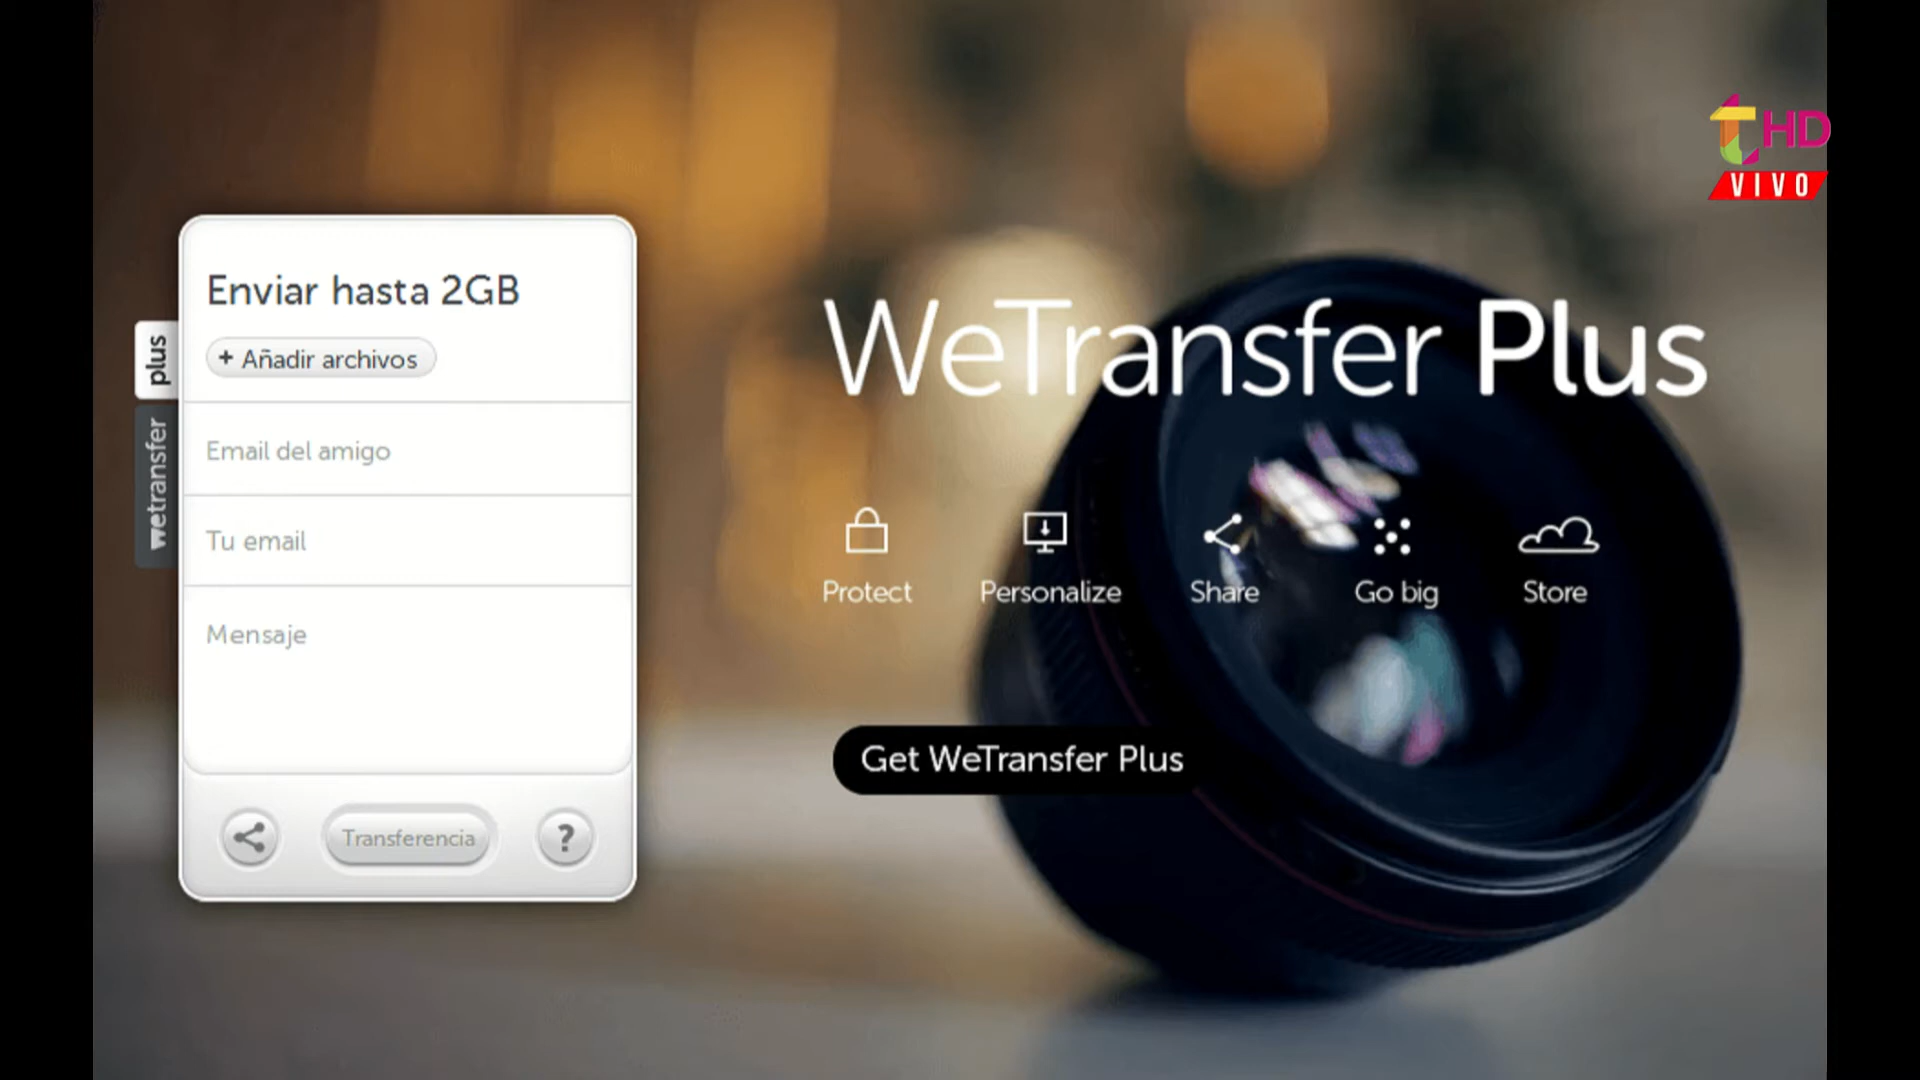 tHD
VIVO
Enviar hasta 2GB
+ Añadir archivos
plus
wetransfer
Email del amigo
Tu email
Mensaje
Transferencia
?
WeTransfer Plus
Protect
Personalize
Share
Go big
Store
Get WeTransfer Plus